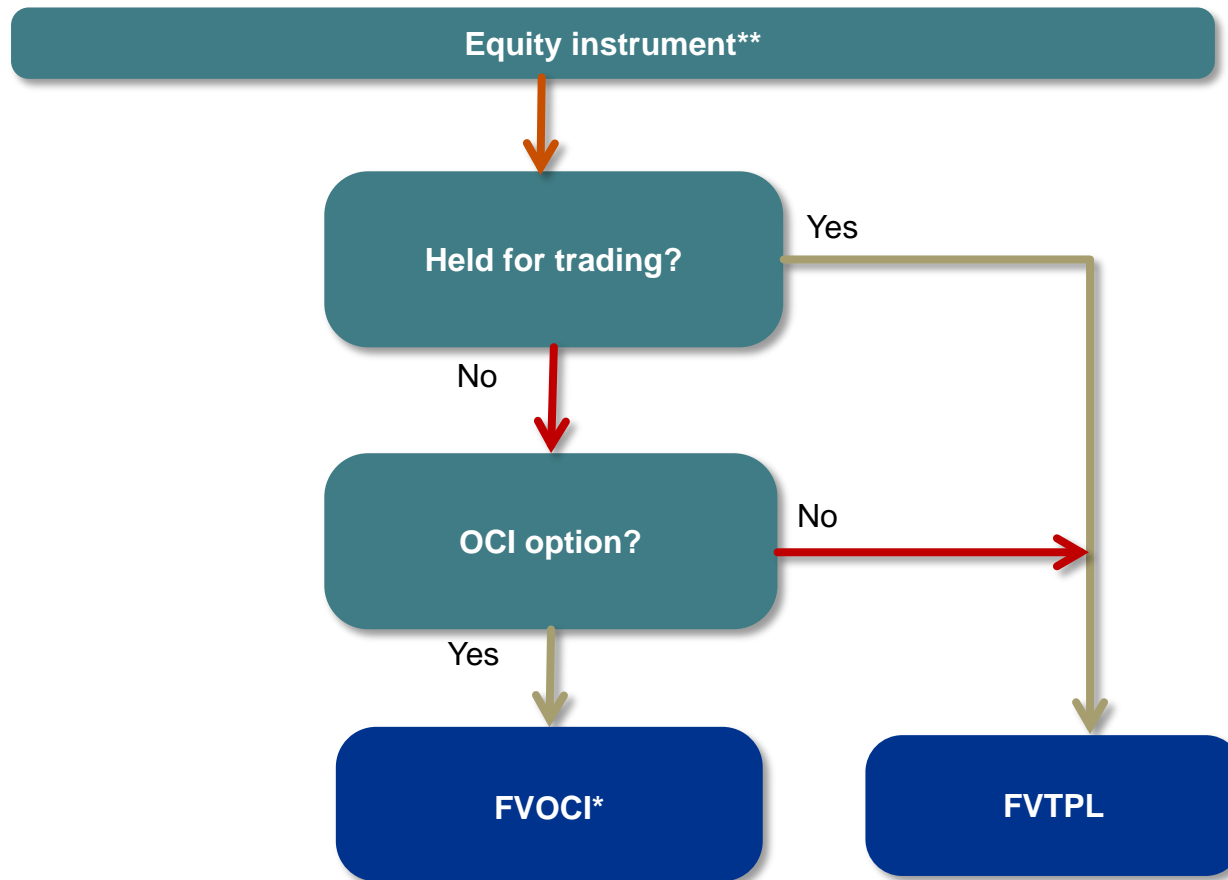 Equity instrument**
Held for trading?
Yes
No
OCI option?
No
Yes
FVOCI*
FVTPL